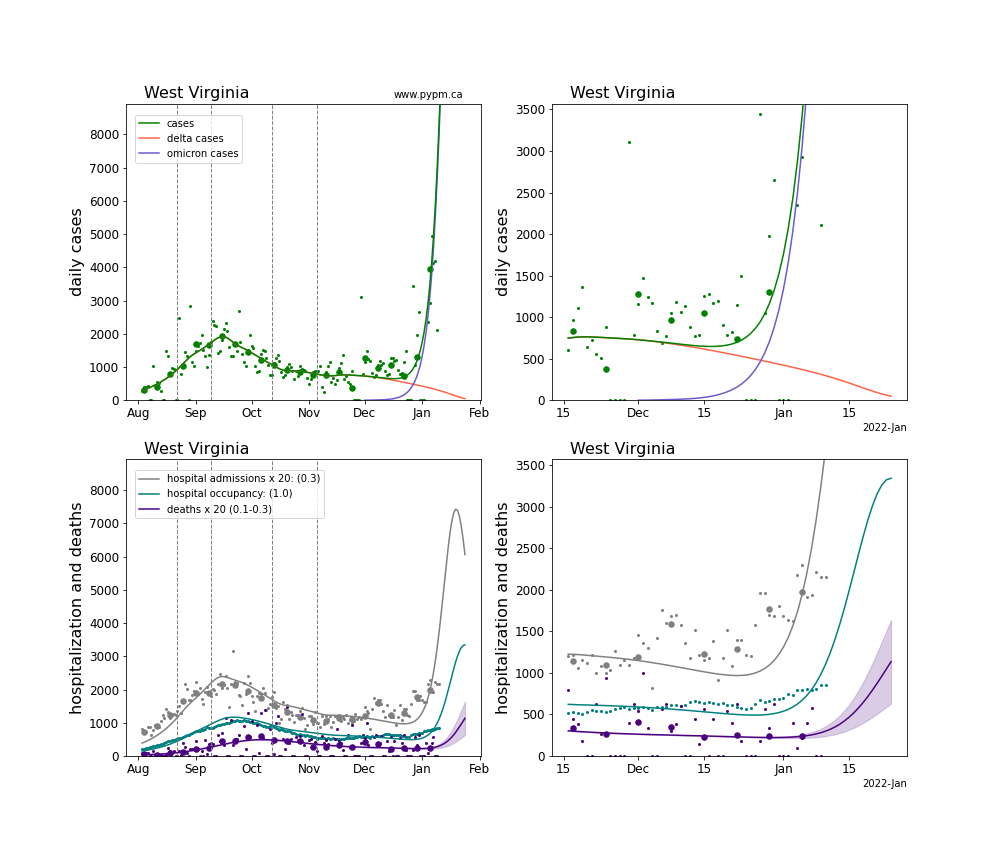 West Virginia
www.pypm.ca
daily cases
8000
7000
6000
5000
4000
3000
2000
1000
0
cases
delta cases
omicron cases
Aug Sep Oct Nov Dec Jan Feb
West Virginia
daily cases
3500
3000
2500
2000
1500
1000
500
0
15 Dec 15 Jan 15
2022-Jan
West Virginia
hospitalization and deaths
8000
7000
6000
5000
4000
3000
2000
1000
0
hospital admissions x 20: (0.3)
hospital occupancy: (1.0)
deaths x 20 (0.1-0.3)
Aug Sep Oct Nov Dec Jan Feb
West Virginia
hospitalization and deaths
3500
3000
2500
2000
1500
1000
500
0
15 Dec 15 Jan 15
2022-Jan